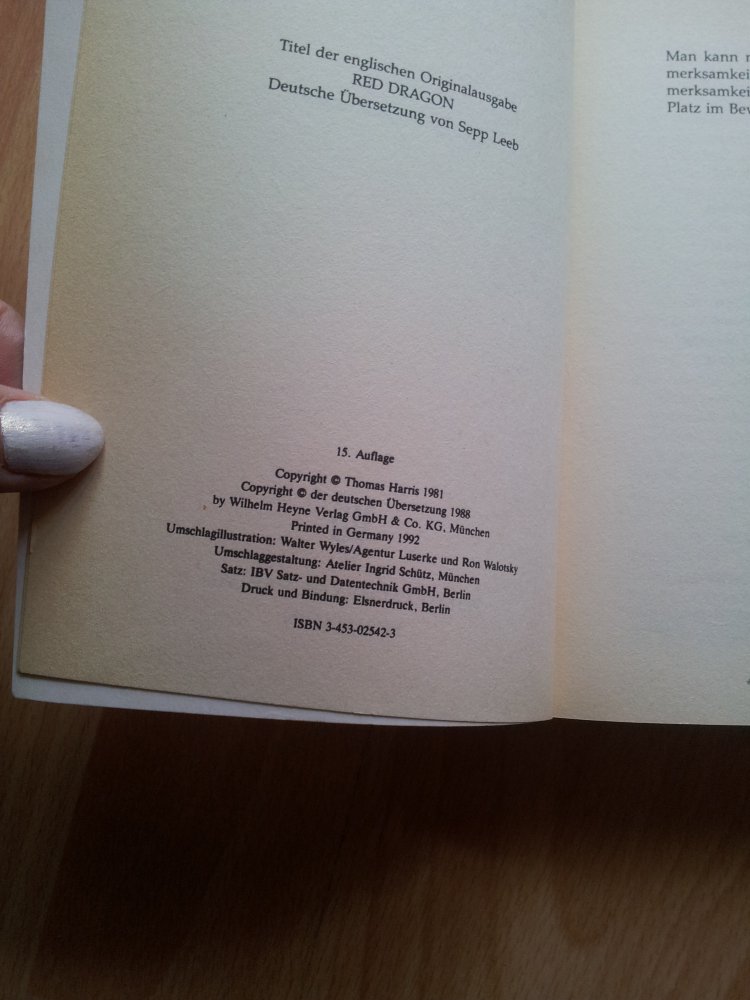 Titel der englischen Originalausgabe
RED DRAGON
Deutsche Übersetzung von Sepp Leeb
15. Auflage
Copyright © Thomas Harris 1981
Copyright © der deutschen Übersetzung 1988
by Wilhelm Heyne Verlag GmbH & Co. KG, München
Printed in Germany 1992
Umschlagillustration: Walter Wyles/Agentur Luserke und Ron Walotsky
Umschlaggestaltung: Atelier Ingrid Schütz, München
Satz: IBV Satz- und Datentechnik GmbH, Berlin
Druck und Bindung: Elsnerdruck, Berlin
ISBN 3-453-02542-3
Man kann
merksamkei
merksamkei
Platz im Bev